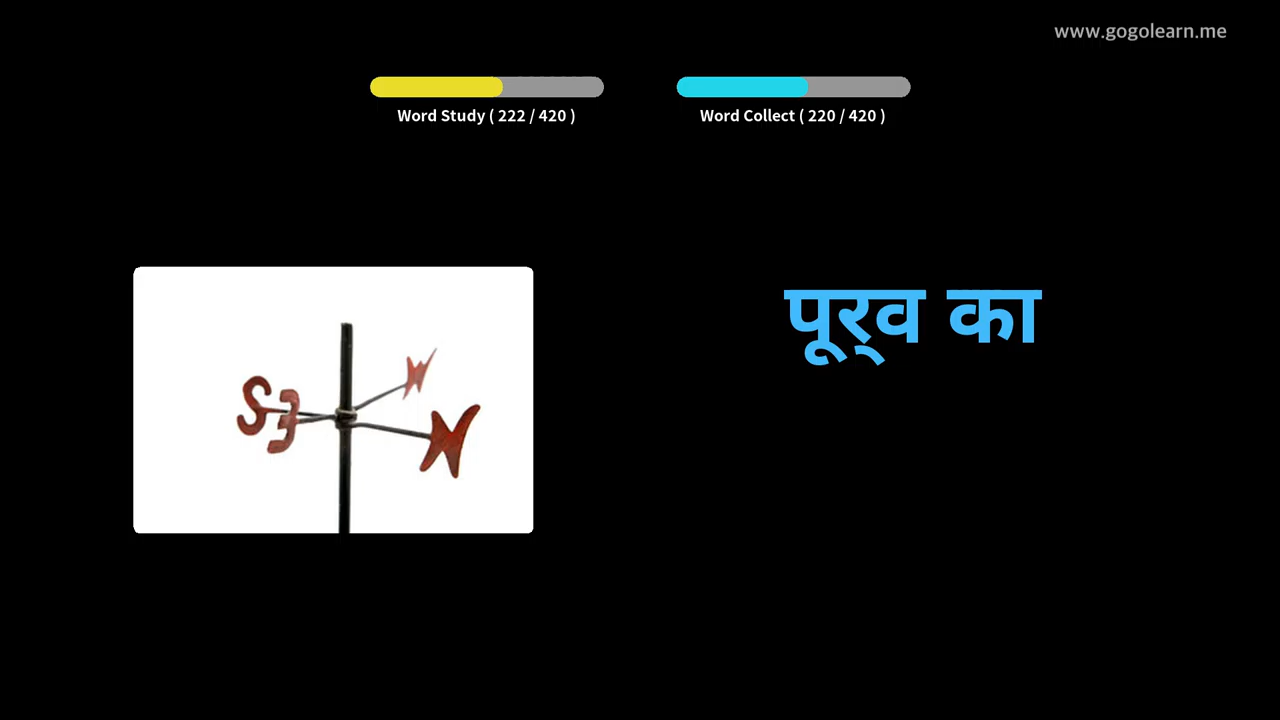 www.gogolearn.me
Word Study ( 222 / 420 )
Word Collect ( 220 / 420 )
S E W N
पूर्व का